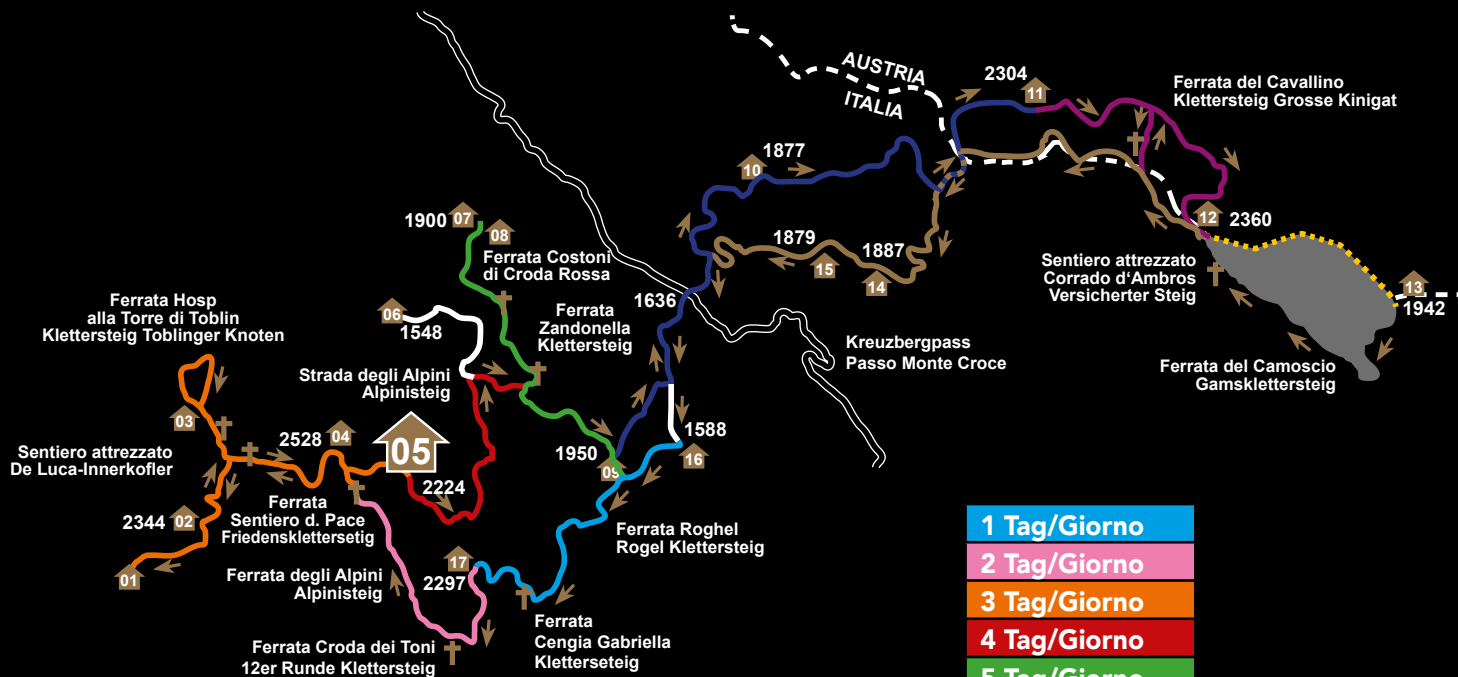 AUSTRIA
ITALIA
2304
11
Ferrata del Cavallino
Klettersteig Grosse Kinigat
1877
10
1900
07
08
Ferrata Costoni
di Croda Rossa
1879
1887
15
14
12
2360
Sentiero attrezzato
Corrado d'Ambros
Versicherter Steig
13
1942
Ferrata Hosp
alla Torre di Toblin
Klettersteig Toblinger Knoten
06
1548
1636
Ferrata
Zandonella
Klettersteig
Kreuzbergpass
Passo Monte Croce
Ferrata del Camoscio
Gamsklettersteig
Strada degli Alpini
Alpinisteig
03
Sentiero attrezzato
De Luca-Innerkofler
2528
04
05
1950
09
1588
16
2224
2344
02
01
Ferrata
Sentiero d. Pace
Friedensklettersetig
Ferrata Roghel
Rogel Klettersteig
Ferrata degli Alpini
Alpinisteig
17
2297
Ferrata Croda dei Toni
12er Runde Klettersteig
Ferrata
Cengia Gabriella
Kletterseteig
1 Tag/Giorno
2 Tag/Giorno
3 Tag/Giorno
4 Tag/Giorno
5 Tag/Giorno